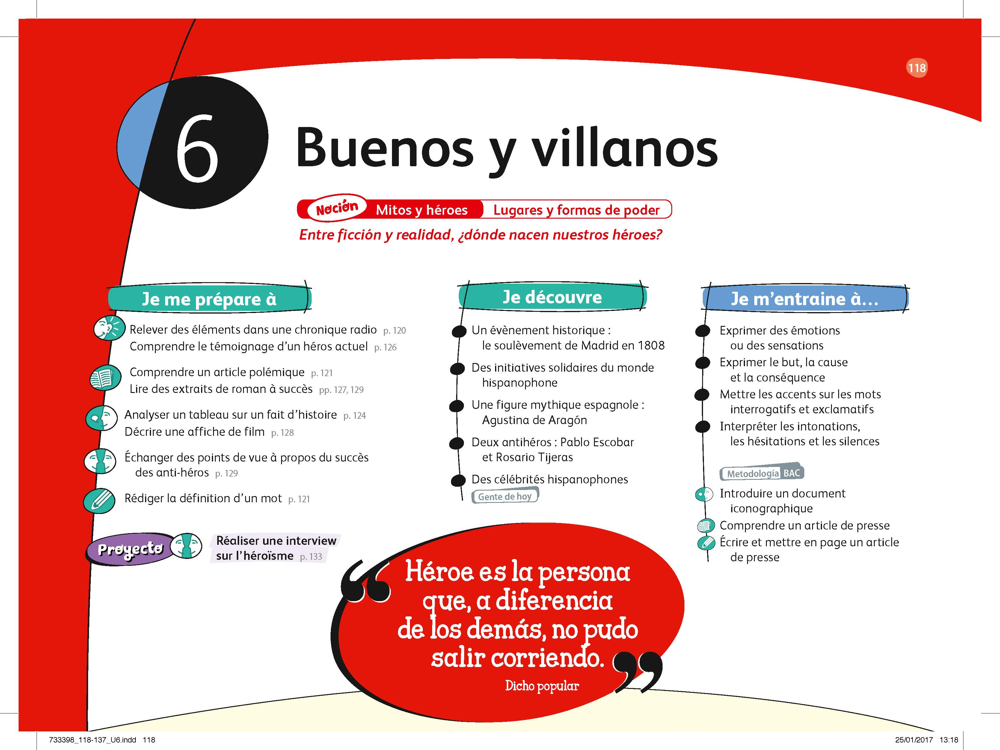 118
6
Buenos y villanos
Noción Mitos y héroes Lugares y formas de poder
Entre ficción y realidad, ¿dónde nacen nuestros héroes?
Je me prépare à
Relever des éléments dans une chronique radio p. 120
Comprendre le témoignage d'un héros actuel p. 126
Comprendre un article polémique p. 121
Lire des extraits de roman à succès pp. 127, 129
Analyser un tableau sur un fait d'histoire p. 124
Décrire une affiche de film p. 128
Échanger des points de vue à propos du succès
des anti-héros p. 129
Rédiger la définition d'un mot p. 121
Proyecto
Réaliser une interview
sur l'héroïsme p. 133
Je découvre
Un évènement historique :
le soulèvement de Madrid en 1808
Des initiatives solidaires du monde
hispanophone
Une figure mythique espagnole :
Agustina de Aragón
Deux antihéros : Pablo Escobar
et Rosario Tijeras
Des célébrités hispanophones
Gente de hoy
Je m'entraine à...
Exprimer des émotions
ou des sensations
Exprimer le but, la cause
et la conséquence
Mettre les accents sur les mots
interrogatifs et exclamatifs
Interpréter les intonations,
les hésitations et les silences
Metodología BAC
Introduire un document
iconographique
Comprendre un article de presse
Écrire et mettre en page un article
de presse
“Héroe es la persona
que, a diferencia
de los demás, no pudo
salir corriendo.”
Dicho popular
733398_118-137_U6.indd 118
25/01/2017 13:18